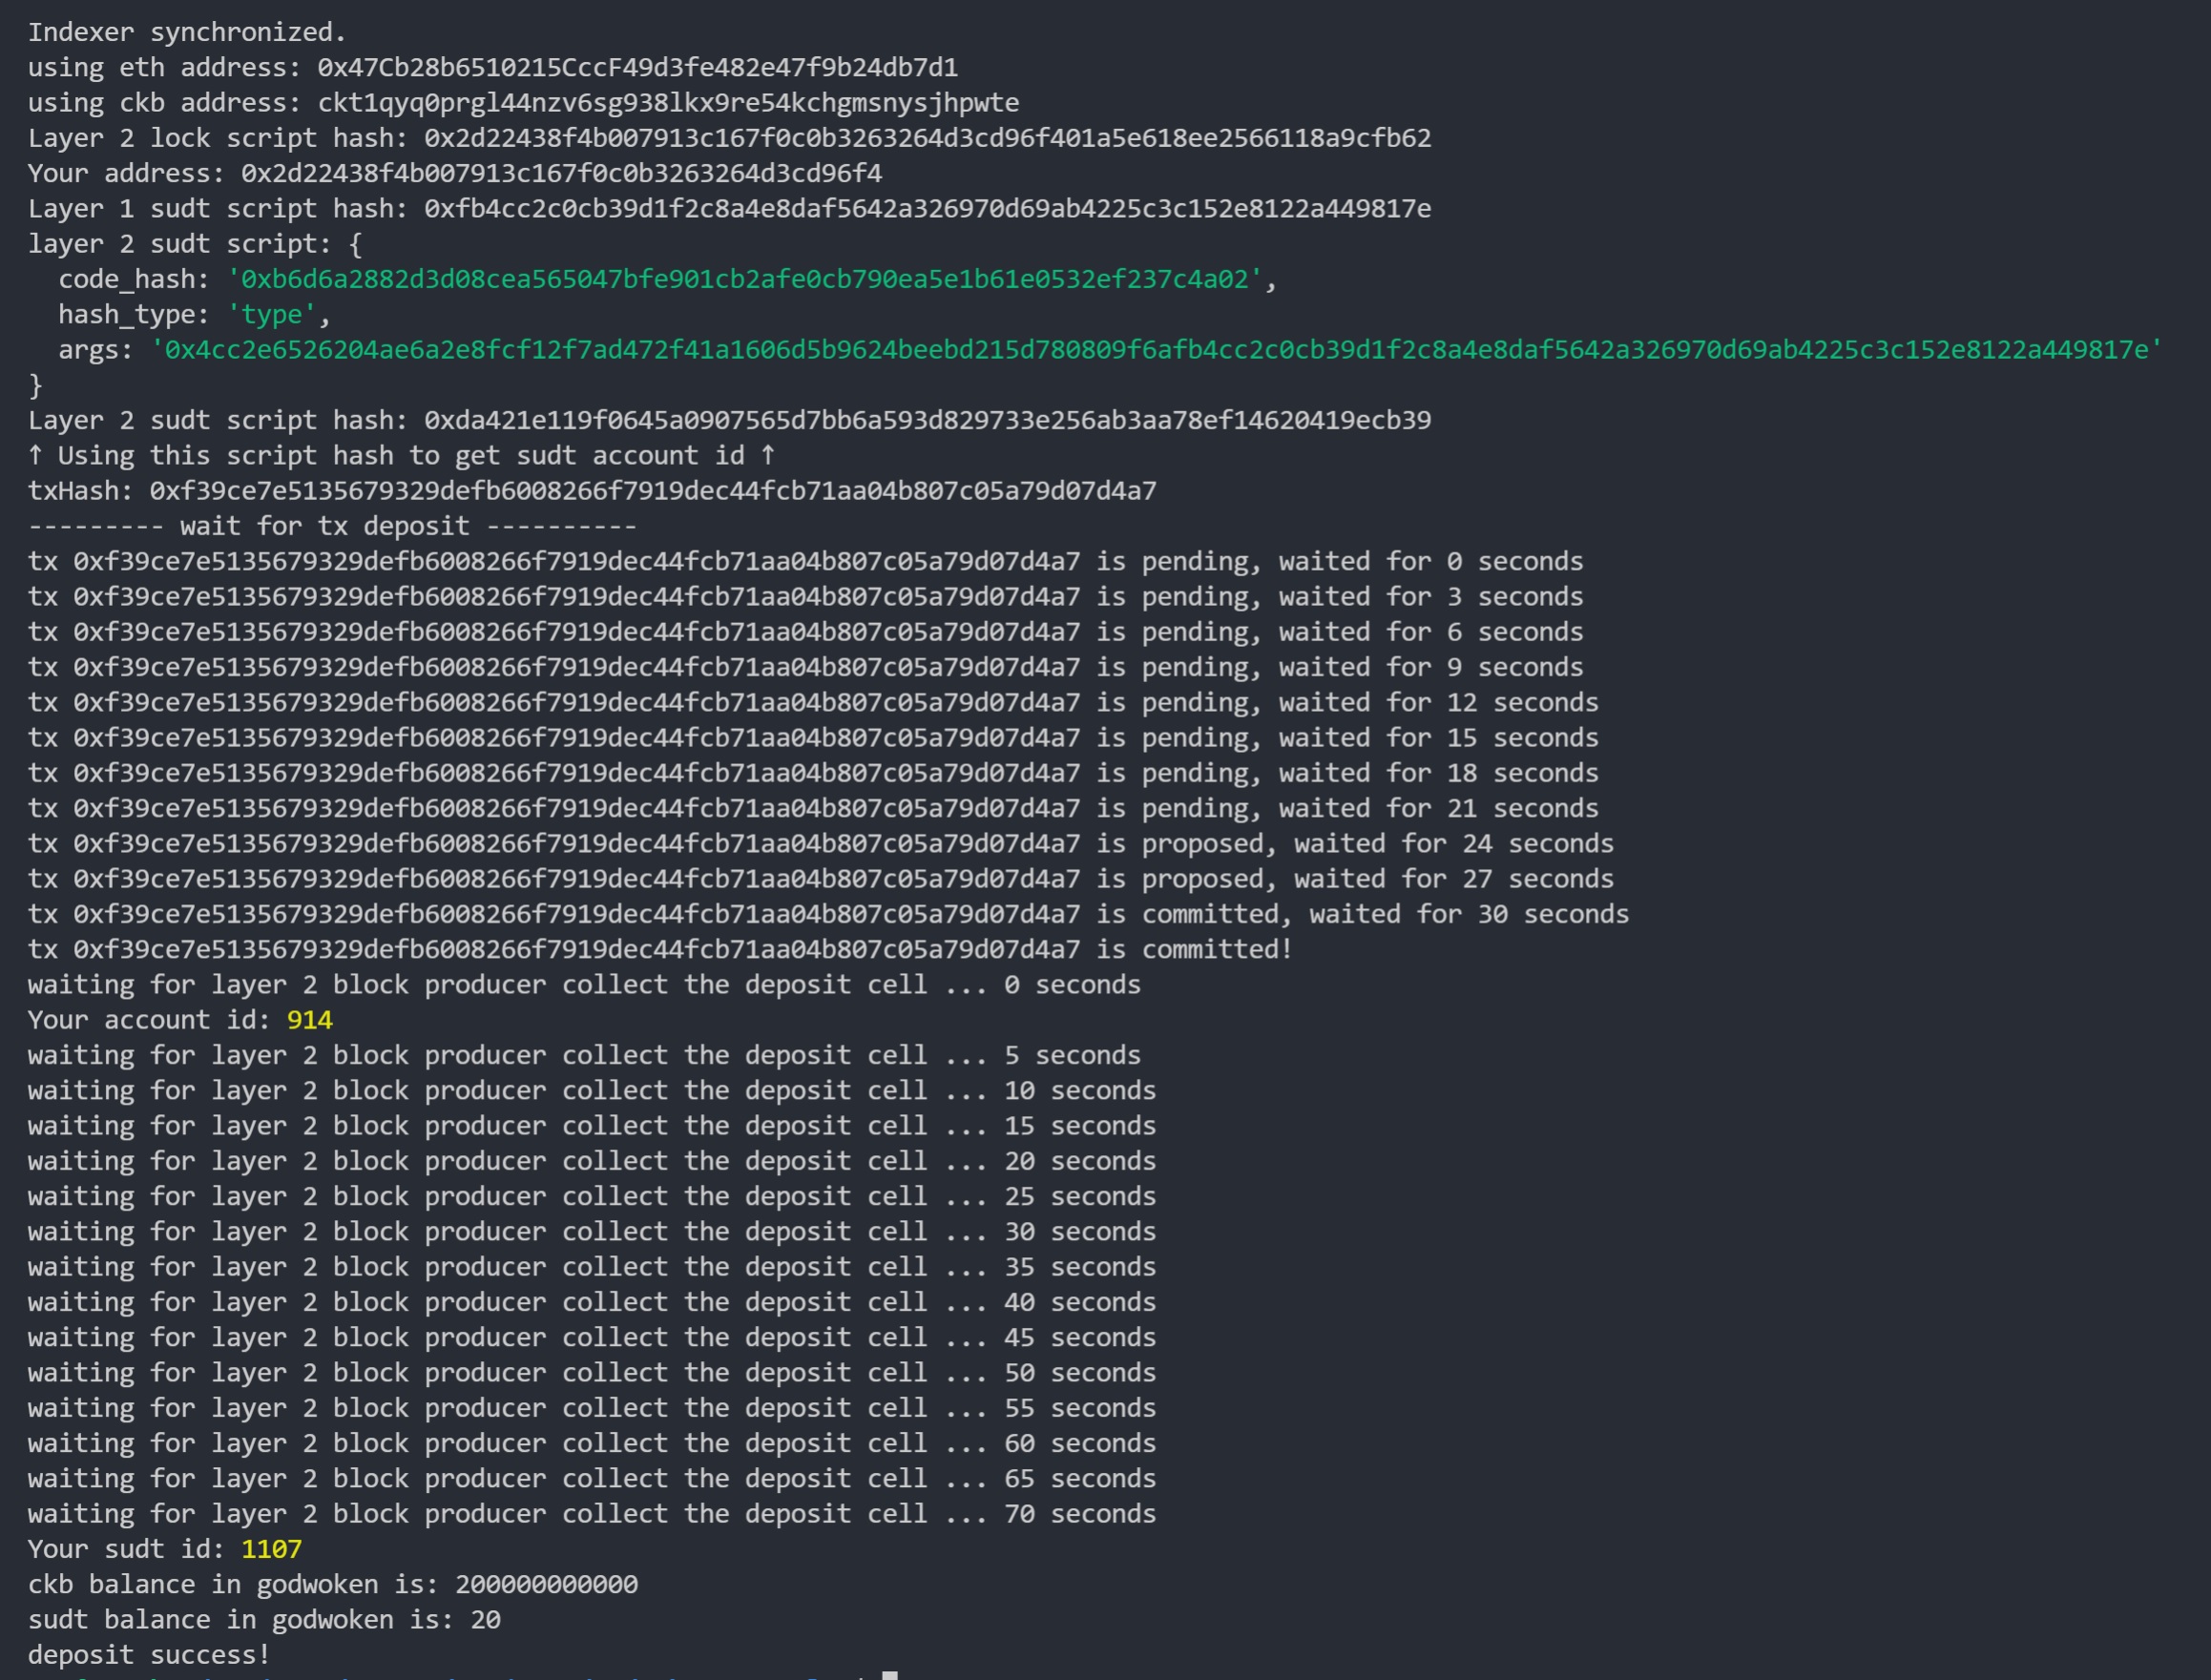 Indexer synchronized.
using eth address: 0x47Cb28b6510215CccF49d3fe482e47f9b24db7d1
using ckb address: ckt1qyq0prgl44nzv6sg938lkx9re54kchgmsnysjhpwte
Layer 2 lock script hash: 0x2d22438f4b007913c167f0c0b3263264d3cd96f401a5e618ee2566118a9cfb62
Your address: 0x2d22438f4b007913c167f0c0b3263264d3cd96f4
Layer 1 sudt script hash: 0xfb4cc2c0cb39d1f2c8a4e8daf5642a326970d69ab4225c3c152e8122a449817e
layer 2 sudt script: {
  code_hash: '0xb6d6a2882d3d08cea565047bfe901cb2afe0cb790ea5e1b61e0532ef237c4a02',
  hash_type: 'type',
  args: '0x4cc2e6526204ae6a2e8fcf12f7ad472f41a1606d5b9624beebd215d780809f6afb4cc2c0cb39d1f2c8a4e8daf5642a326970d69ab4225c3c152e8122a449817e'
}
Layer 2 sudt script hash: 0xda421e119f0645a0907565d7bb6a593d829733e256ab3aa78ef14620419ecb39
↑ Using this script hash to get sudt account id ↑
txHash: 0xf39ce7e5135679329defb6008266f7919dec44fcb71aa04b807c05a79d07d4a7
--------- wait for tx deposit ----------
tx 0xf39ce7e5135679329defb6008266f7919dec44fcb71aa04b807c05a79d07d4a7 is pending, waited for 0 seconds
tx 0xf39ce7e5135679329defb6008266f7919dec44fcb71aa04b807c05a79d07d4a7 is pending, waited for 3 seconds
tx 0xf39ce7e5135679329defb6008266f7919dec44fcb71aa04b807c05a79d07d4a7 is pending, waited for 6 seconds
tx 0xf39ce7e5135679329defb6008266f7919dec44fcb71aa04b807c05a79d07d4a7 is pending, waited for 9 seconds
tx 0xf39ce7e5135679329defb6008266f7919dec44fcb71aa04b807c05a79d07d4a7 is pending, waited for 12 seconds
tx 0xf39ce7e5135679329defb6008266f7919dec44fcb71aa04b807c05a79d07d4a7 is pending, waited for 15 seconds
tx 0xf39ce7e5135679329defb6008266f7919dec44fcb71aa04b807c05a79d07d4a7 is pending, waited for 18 seconds
tx 0xf39ce7e5135679329defb6008266f7919dec44fcb71aa04b807c05a79d07d4a7 is pending, waited for 21 seconds
tx 0xf39ce7e5135679329defb6008266f7919dec44fcb71aa04b807c05a79d07d4a7 is proposed, waited for 24 seconds
tx 0xf39ce7e5135679329defb6008266f7919dec44fcb71aa04b807c05a79d07d4a7 is proposed, waited for 27 seconds
tx 0xf39ce7e5135679329defb6008266f7919dec44fcb71aa04b807c05a79d07d4a7 is committed, waited for 30 seconds
tx 0xf39ce7e5135679329defb6008266f7919dec44fcb71aa04b807c05a79d07d4a7 is committed!
waiting for layer 2 block producer collect the deposit cell ... 0 seconds
Your account id: 914
waiting for layer 2 block producer collect the deposit cell ... 5 seconds
waiting for layer 2 block producer collect the deposit cell ... 10 seconds
waiting for layer 2 block producer collect the deposit cell ... 15 seconds
waiting for layer 2 block producer collect the deposit cell ... 20 seconds
waiting for layer 2 block producer collect the deposit cell ... 25 seconds
waiting for layer 2 block producer collect the deposit cell ... 30 seconds
waiting for layer 2 block producer collect the deposit cell ... 35 seconds
waiting for layer 2 block producer collect the deposit cell ... 40 seconds
waiting for layer 2 block producer collect the deposit cell ... 45 seconds
waiting for layer 2 block producer collect the deposit cell ... 50 seconds
waiting for layer 2 block producer collect the deposit cell ... 55 seconds
waiting for layer 2 block producer collect the deposit cell ... 60 seconds
waiting for layer 2 block producer collect the deposit cell ... 65 seconds
waiting for layer 2 block producer collect the deposit cell ... 70 seconds
Your sudt id: 1107
ckb balance in godwoken is: 200000000000
sudt balance in godwoken is: 20
deposit success!